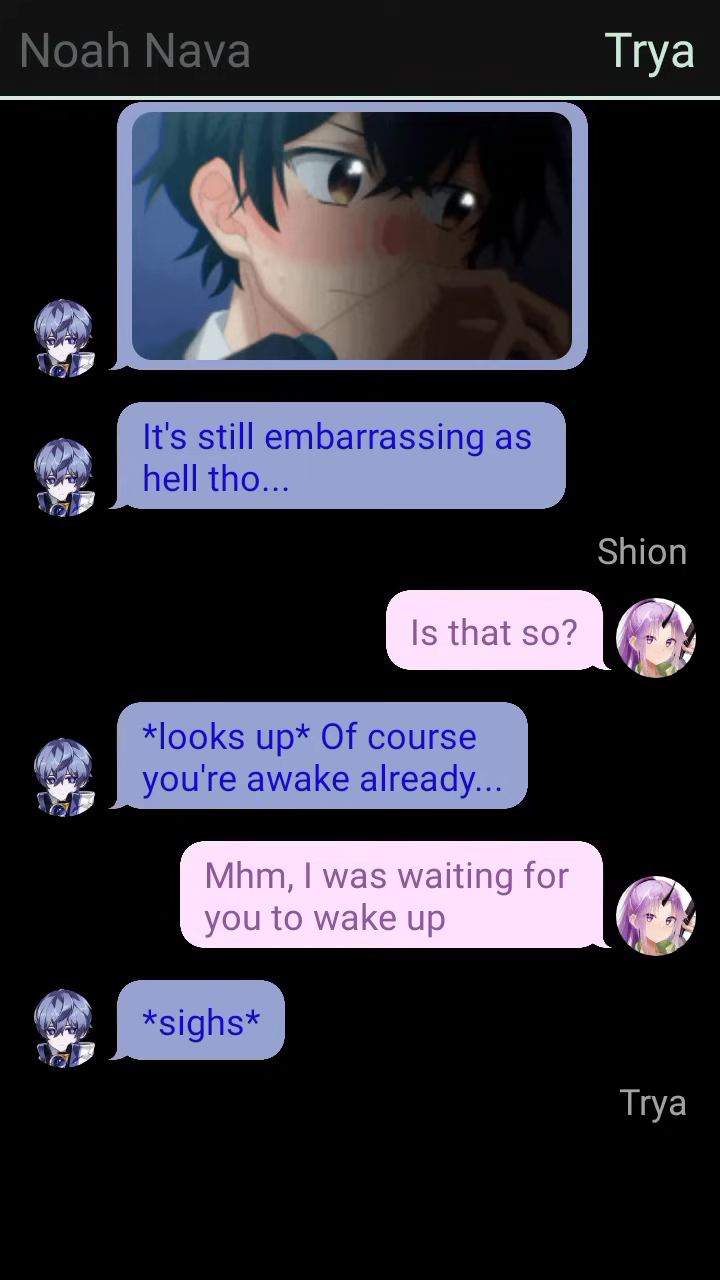 Noah Nava
Trya
It's still embarrassing as
hell tho...
Shion
Is that so?
*looks up* Of course
you're awake already...
Mhm, I was waiting for
you to wake up
*sighs*
Trya